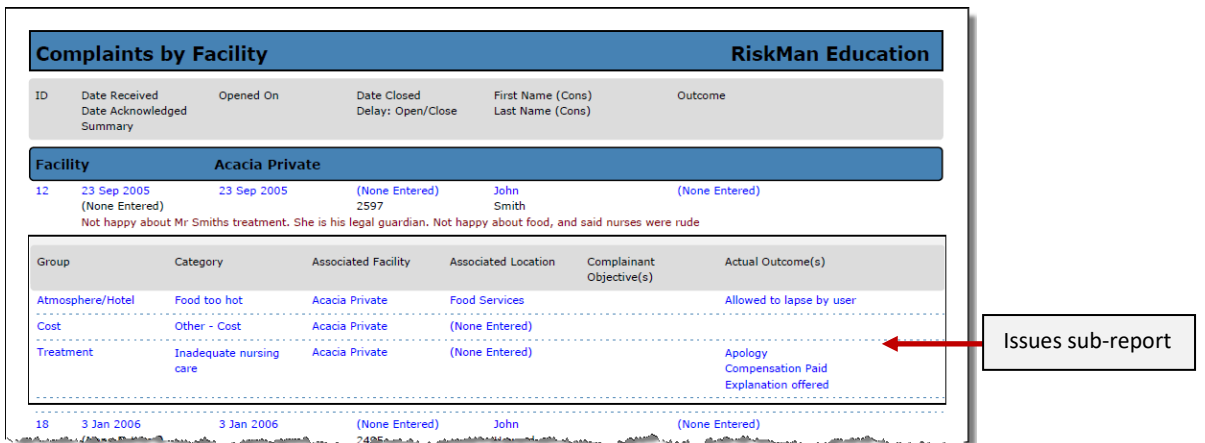 Complaints by Facility RiskMan Education
ID Date Received Opened On Date Closed First Name (Cons) Outcome
Date Acknowledged Delay: Open/Close Last Name (Cons)
Summary
Facility Acacia Private
12 23 Sep 2005 23 Sep 2005 (None Entered) John (None Entered)
(None Entered) 2597 Smith
Not happy about Mr Smiths treatment. She is his legal guardian. Not happy about food, and said nurses were rude
Group Category Associated Facility Associated Location Complainant Actual Outcome(s)
Objective(s)
Atmosphere/Hotel Food too hot Acacia Private Food Services Allowed to lapse by user
Cost Other - Cost Acacia Private (None Entered)
Treatment Inadequate nursing Acacia Private (None Entered) Apology
care Compensation Paid
Explanation offered
Issues sub-report
18 3 Jan 2006 3 Jan 2006 (None Entered) John (None Entered)